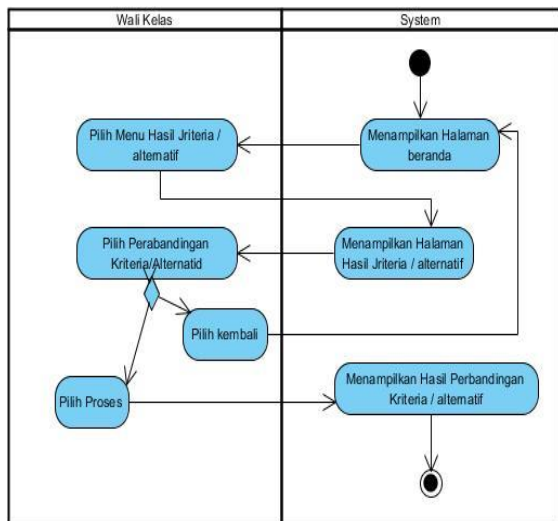 Wali Kelas
System
Menampilkan Halaman
beranda
Pilih Menu Hasil Jriteria /
alternatif
Menampilkan Halaman
Hasil Jriteria / alternatif
Pilih Perabandingan
Kriteria/Alternatid
Pilih kembali
Pilih Proses
Menampilkan Hasil Perbandingan
Kriteria / alternatif